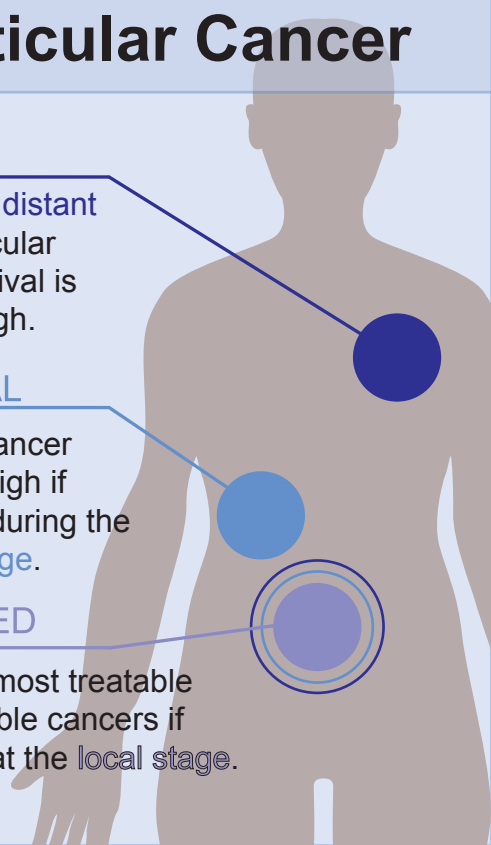 ticular Cancer
distant
cular
ival is
gh.
AL
ancer
igh if
during the
ge.
ED
most treatable
ble cancers if
at the local stage.